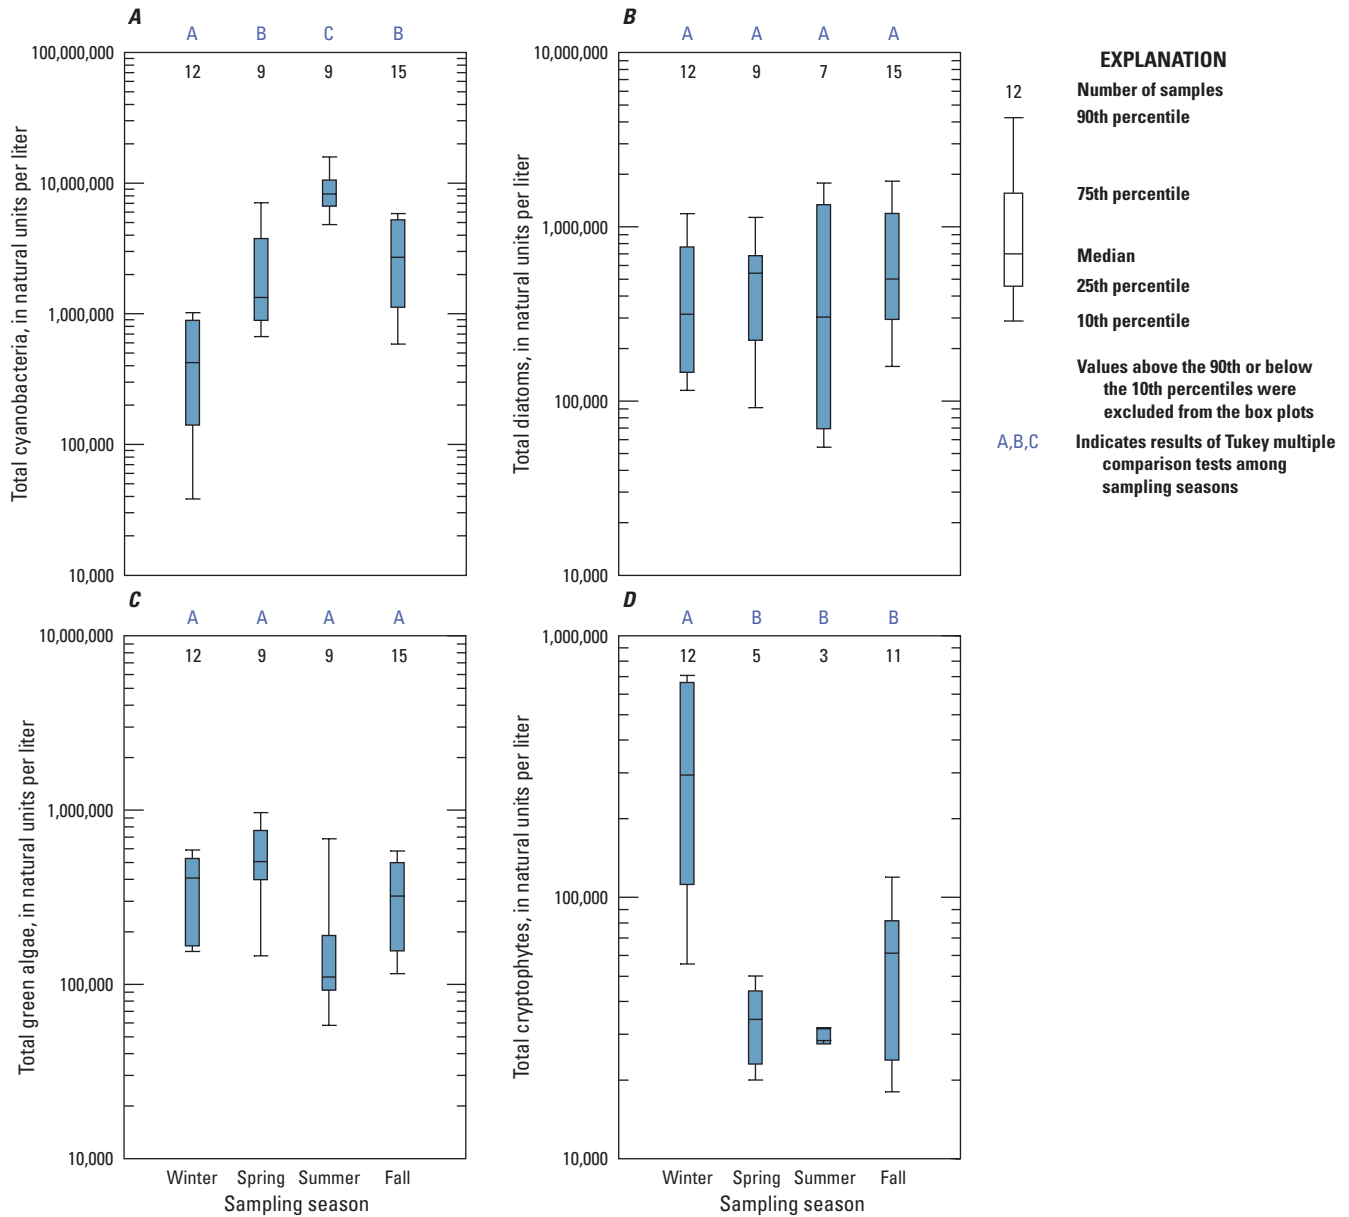 A
A B C B
12 9 9 15
100,000,000
10,000,000
1,000,000
100,000
10,000
Total cyanobacteria, in natural units per liter
B
A A A A
12 9 7 15
10,000,000
1,000,000
100,000
10,000
Total diatoms, in natural units per liter
EXPLANATION
12 Number of samples
90th percentile
75th percentile
Median
25th percentile
10th percentile
Values above the 90th or below
the 10th percentiles were
excluded from the box plots
A,B,C Indicates results of Tukey multiple
comparison tests among
sampling seasons
C
A A A A
12 9 9 15
10,000,000
1,000,000
100,000
10,000
Total green algae, in natural units per liter
Winter Spring Summer Fall
Sampling season
D
A B B B
12 5 3 11
1,000,000
100,000
10,000
Total cryptophytes, in natural units per liter
Winter Spring Summer Fall
Sampling season